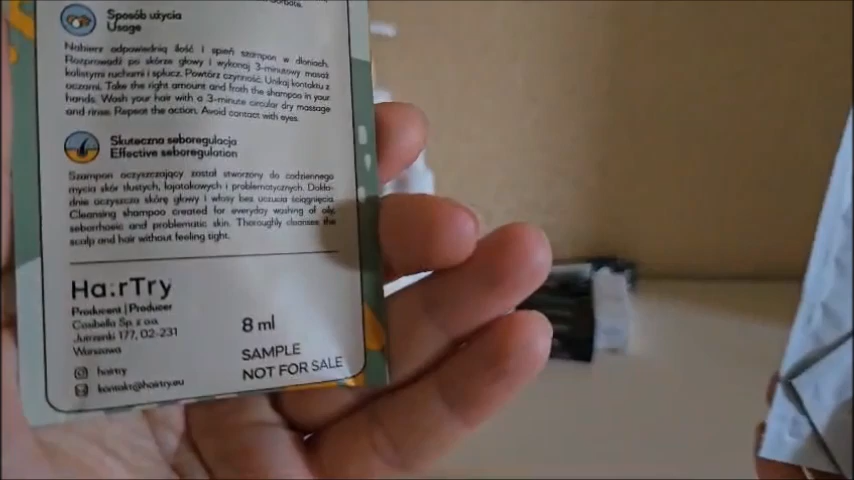 Sposób użycia
Usage
Nabierz odpowiednią ilość i spień szampon w dłoniach.
Rozprowadź po skórze głowy i wykonaj 3-minutowy masaż
kolistymi ruchami i spłucz. Powtórz czynność. Unikaj kontaktu z
oczami. Take the right amount and froth the shampoo in your
hands. Wash your hair with a 3-minute circular dry massage
and rinse. Repeat the action. Avoid contact with eyes.
Skuteczna seboregulacja
Effective seboregulation
Szampon oczyszczający został stworzony do codziennego
mycia skór tłustych, łojotokowych i problematycznych. Dokład-
nie oczyszcza skórę głowy i włosy bez uczucia ściągnięcia.
Cleansing shampoo created for everyday washing of oily,
seborrhoeic and problematic skin. Thoroughly cleanses the
scalp and hair without feeling tight.
HairTry
Producent | Producer
Cosibella Sp. z o.o.
Jutrzenki 177, 02-231
Warszawa
hairtry
kontakt@hairtry.eu
8 ml
SAMPLE
NOT FOR SALE